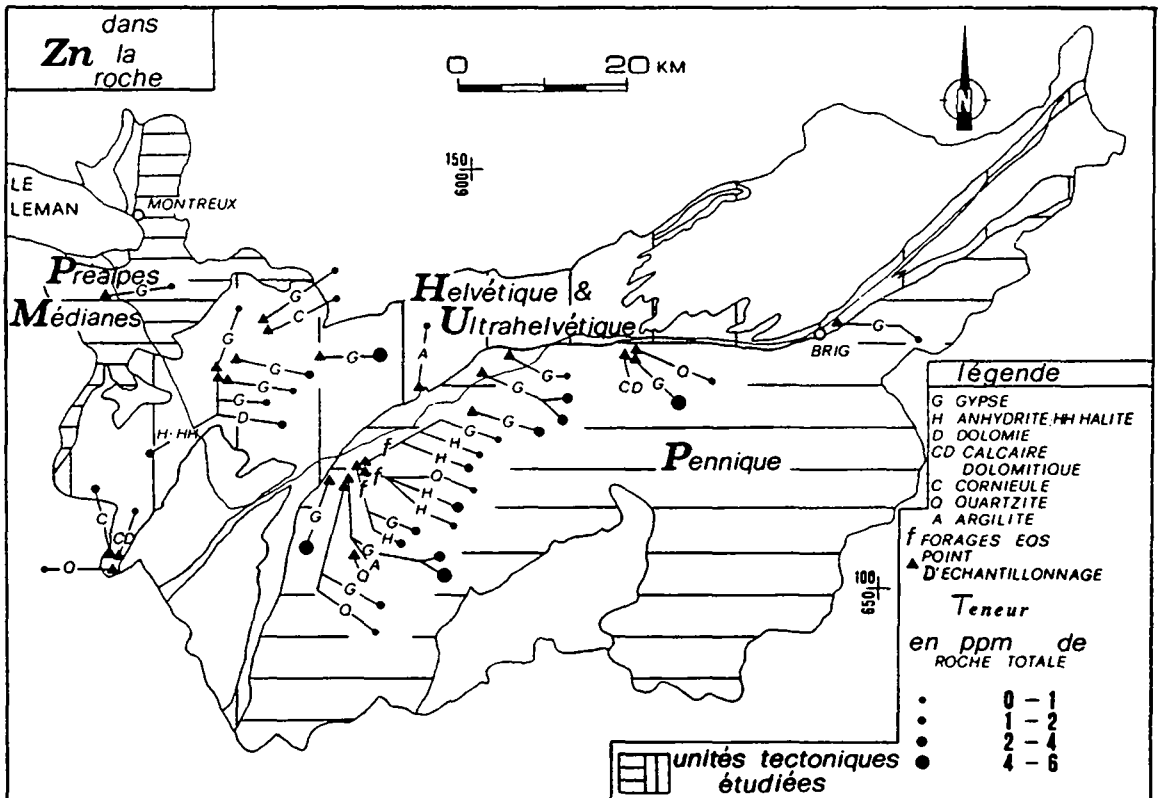 Zn dans
la
roche
0 20 KM
N
150
600
LE
LEMAN
MONTREUX
Prealpes
Médianes
G
G
C
Helvétique &
Ultrahelvétique
G
G
G
G
D
H·HH
G
A
G
G
CD
Q
G
G
BRIG
C
CD
Q
f
f
f
G
G
H
H
Q
H
H
G
G
H
G
A
Q
G
Q
Pennique
100
650
légende
G GYPSE
H ANHYDRITE HH HALITE
D DOLOMIE
CD CALCAIRE
DOLOMITIQUE
C CORNIEULE
Q QUARTZITE
A ARGILITE
f FORAGES EOS
POINT
D'ECHANTILLONNAGE
Teneur
en ppm de
ROCHE TOTALE
0 – 1
1 – 2
2 – 4
4 – 6
unités tectoniques
étudiées